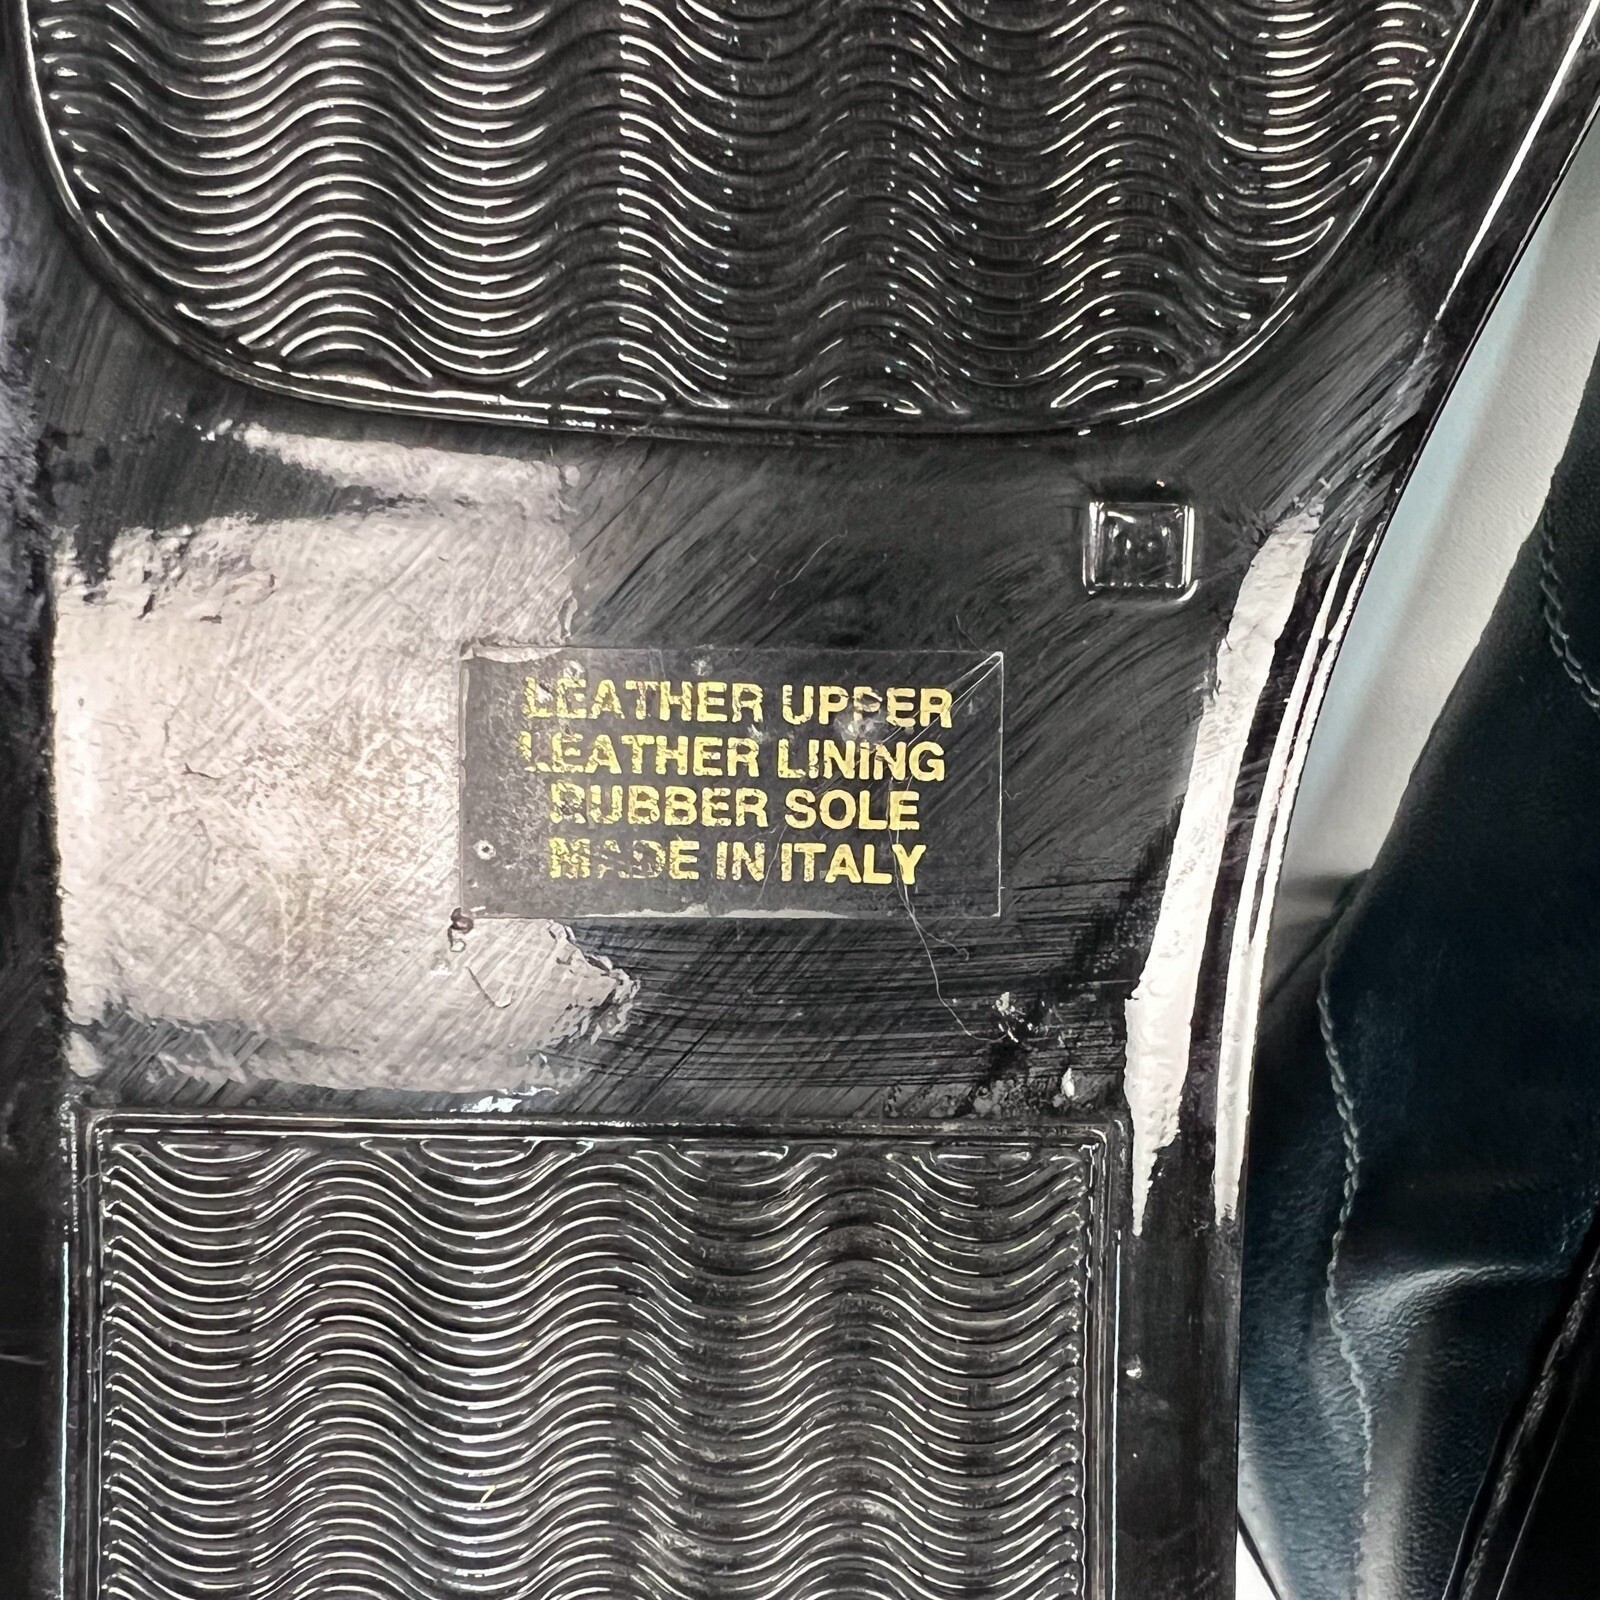 LEATHER UPPER
LEATHER LINING
RUBBER SOLE
MADE IN ITALY